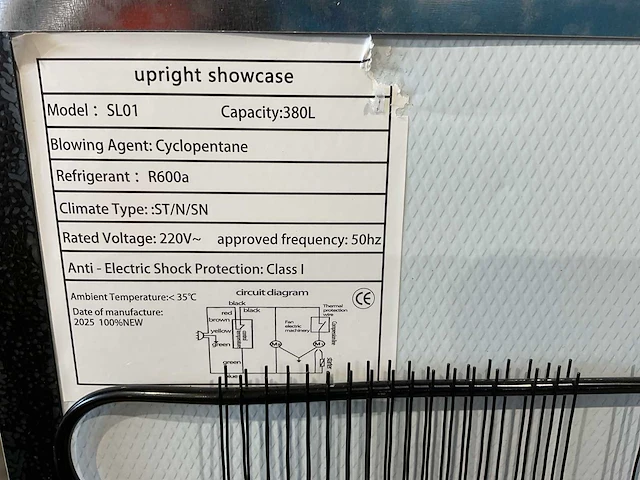 upright showcase
Model : SL01 Capacity:380L
Blowing Agent: Cyclopentane
Refrigerant : R600a
Climate Type: :ST/N/SN
Rated Voltage: 220V~ approved frequency: 50hz
Anti - Electric Shock Protection: Class I
Ambient Temperature:< 35℃
Date of manufacture:
2025 100%NEW
circuit diagram
CE
black
black
red
brown
yellow
green
green
blue
Fan
electric
machinery
Thermal
protection
wire